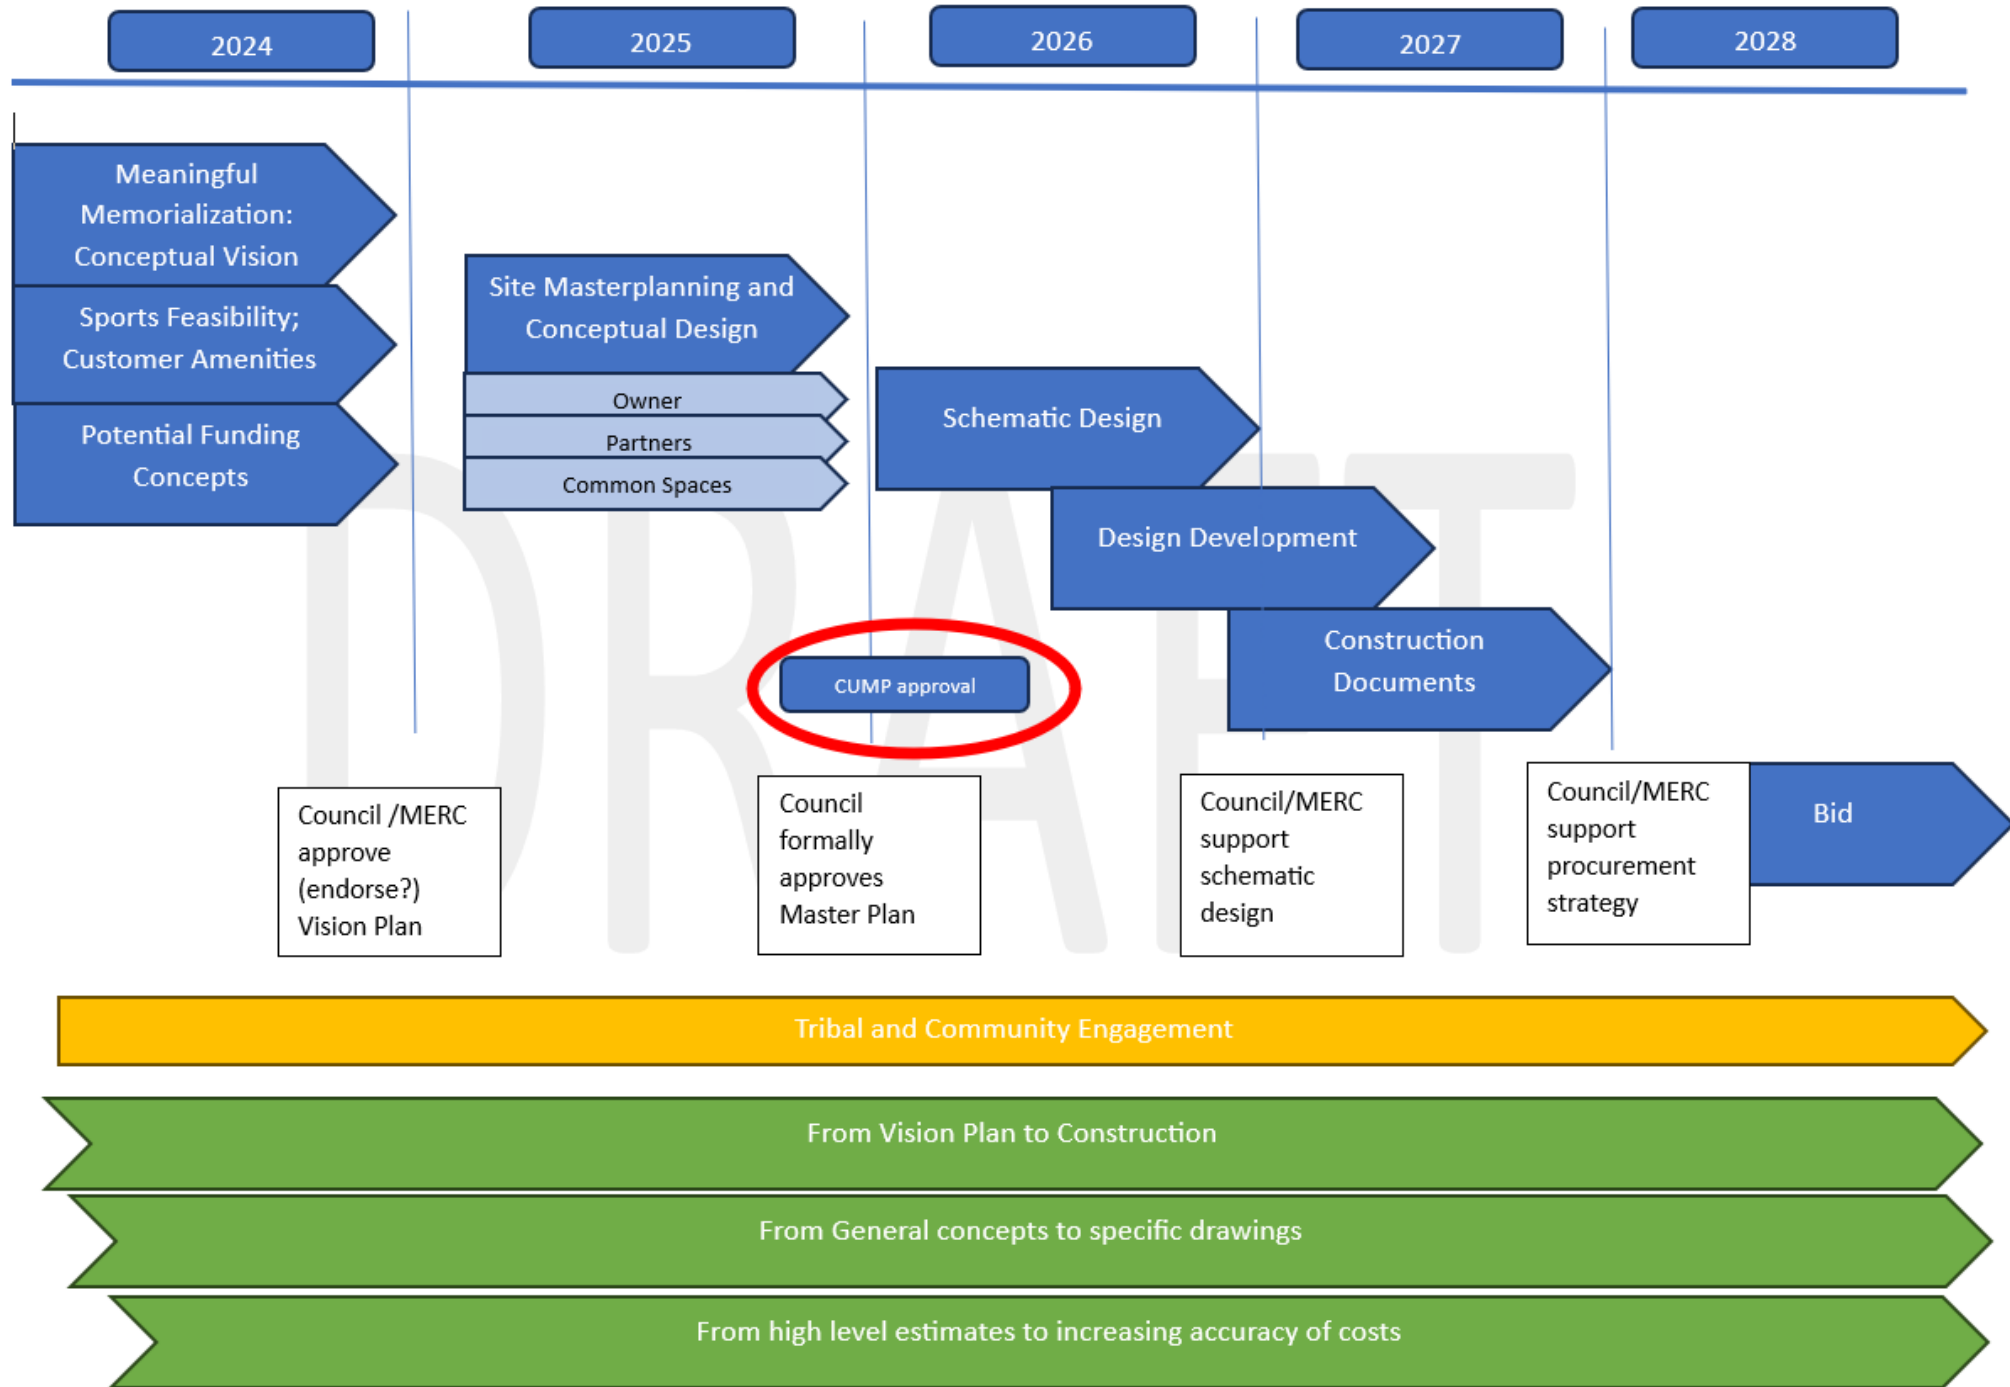 2024
2025
2026
2027
2028
Meaningful
Memorialization:
Conceptual Vision
Sports Feasibility;
Customer Amenities
Potential Funding
Concepts
Site Masterplanning and
Conceptual Design
Owner
Partners
Common Spaces
Schematic Design
Design Development
Construction
Documents
CUMP approval
Council /MERC
approve
(endorse?)
Vision Plan
Council
formally
approves
Master Plan
Council/MERC
support
schematic
design
Council/MERC
support
procurement
strategy
Bid
DRAFT
Tribal and Community Engagement
From Vision Plan to Construction
From General concepts to specific drawings
From high level estimates to increasing accuracy of costs